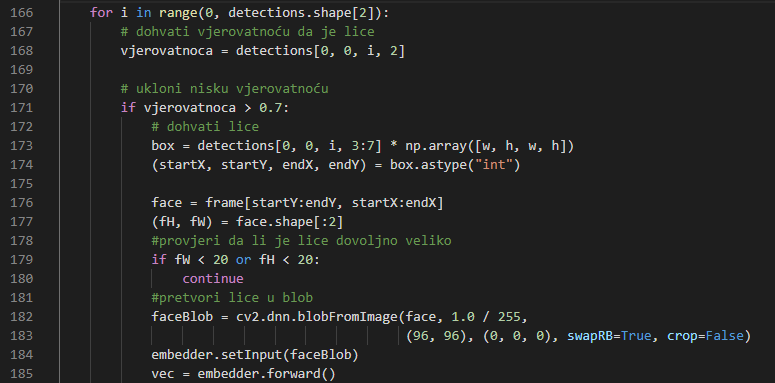 166 for i in range(0, detections.shape[2]):
167 # dohvati vjerovatnoću da je lice
168 vjerovatnoca = detections[0, 0, i, 2]
169
170 # ukloni nisku vjerovatnoću
171 if vjerovatnoca > 0.7:
172 # dohvati lice
173 box = detections[0, 0, i, 3:7] * np.array([w, h, w, h])
174 (startX, startY, endX, endY) = box.astype("int")
175
176 face = frame[startY:endY, startX:endX]
177 (fH, fW) = face.shape[:2]
178 #provjeri da li je lice dovoljno veliko
179 if fW < 20 or fH < 20:
180 continue
181 #pretvori lice u blob
182 faceBlob = cv2.dnn.blobFromImage(face, 1.0 / 255,
183 (96, 96), (0, 0, 0), swapRB=True, crop=False)
184 embedder.setInput(faceBlob)
185 vec = embedder.forward()